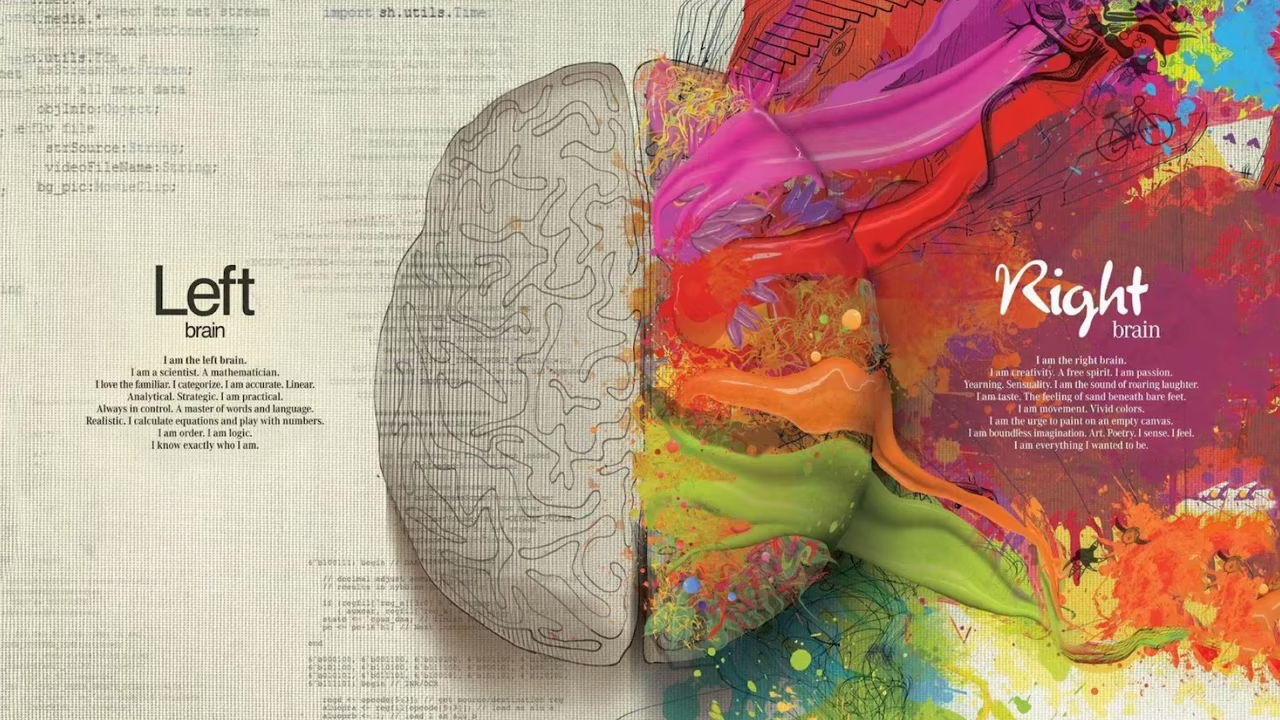 import sh.utils.Time
objInfo:Object;
strSource:String;
videoFileName:String;
bg_pic:MovieClip;
Left
brain
I am the left brain.
I am a scientist. A mathematician.
I love the familiar. I categorize. I am accurate. Linear.
Analytical. Strategic. I am practical.
Always in control. A master of words and language.
Realistic. I calculate equations and play with numbers.
I am order. I am logic.
I know exactly who I am.
Right
brain
I am the right brain.
I am creativity. A free spirit. I am passion.
Yearning. Sensuality. I am the sound of roaring laughter.
I am taste. The feeling of sand beneath bare feet.
I am movement. Vivid colors.
I am the urge to paint on an empty canvas.
I am boundless imagination. Art. Poetry. I sense. I feel.
I am everything I wanted to be.
// decimal adjust
end